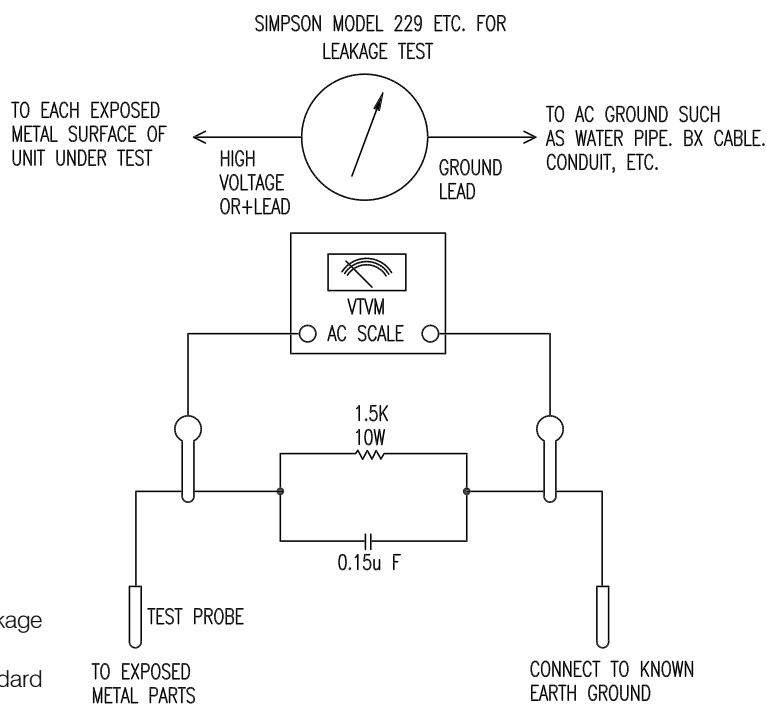 SIMPSON MODEL 229 ETC. FOR
LEAKAGE TEST
TO EACH EXPOSED
METAL SURFACE OF
UNIT UNDER TEST
HIGH
VOLTAGE
OR+LEAD
GROUND
LEAD
TO AC GROUND SUCH
AS WATER PIPE. BX CABLE.
CONDUIT, ETC.
VTVM
AC SCALE
1.5K
10W
0.15u F
TEST PROBE
TO EXPOSED
METAL PARTS
CONNECT TO KNOWN
EARTH GROUND
kage
dard